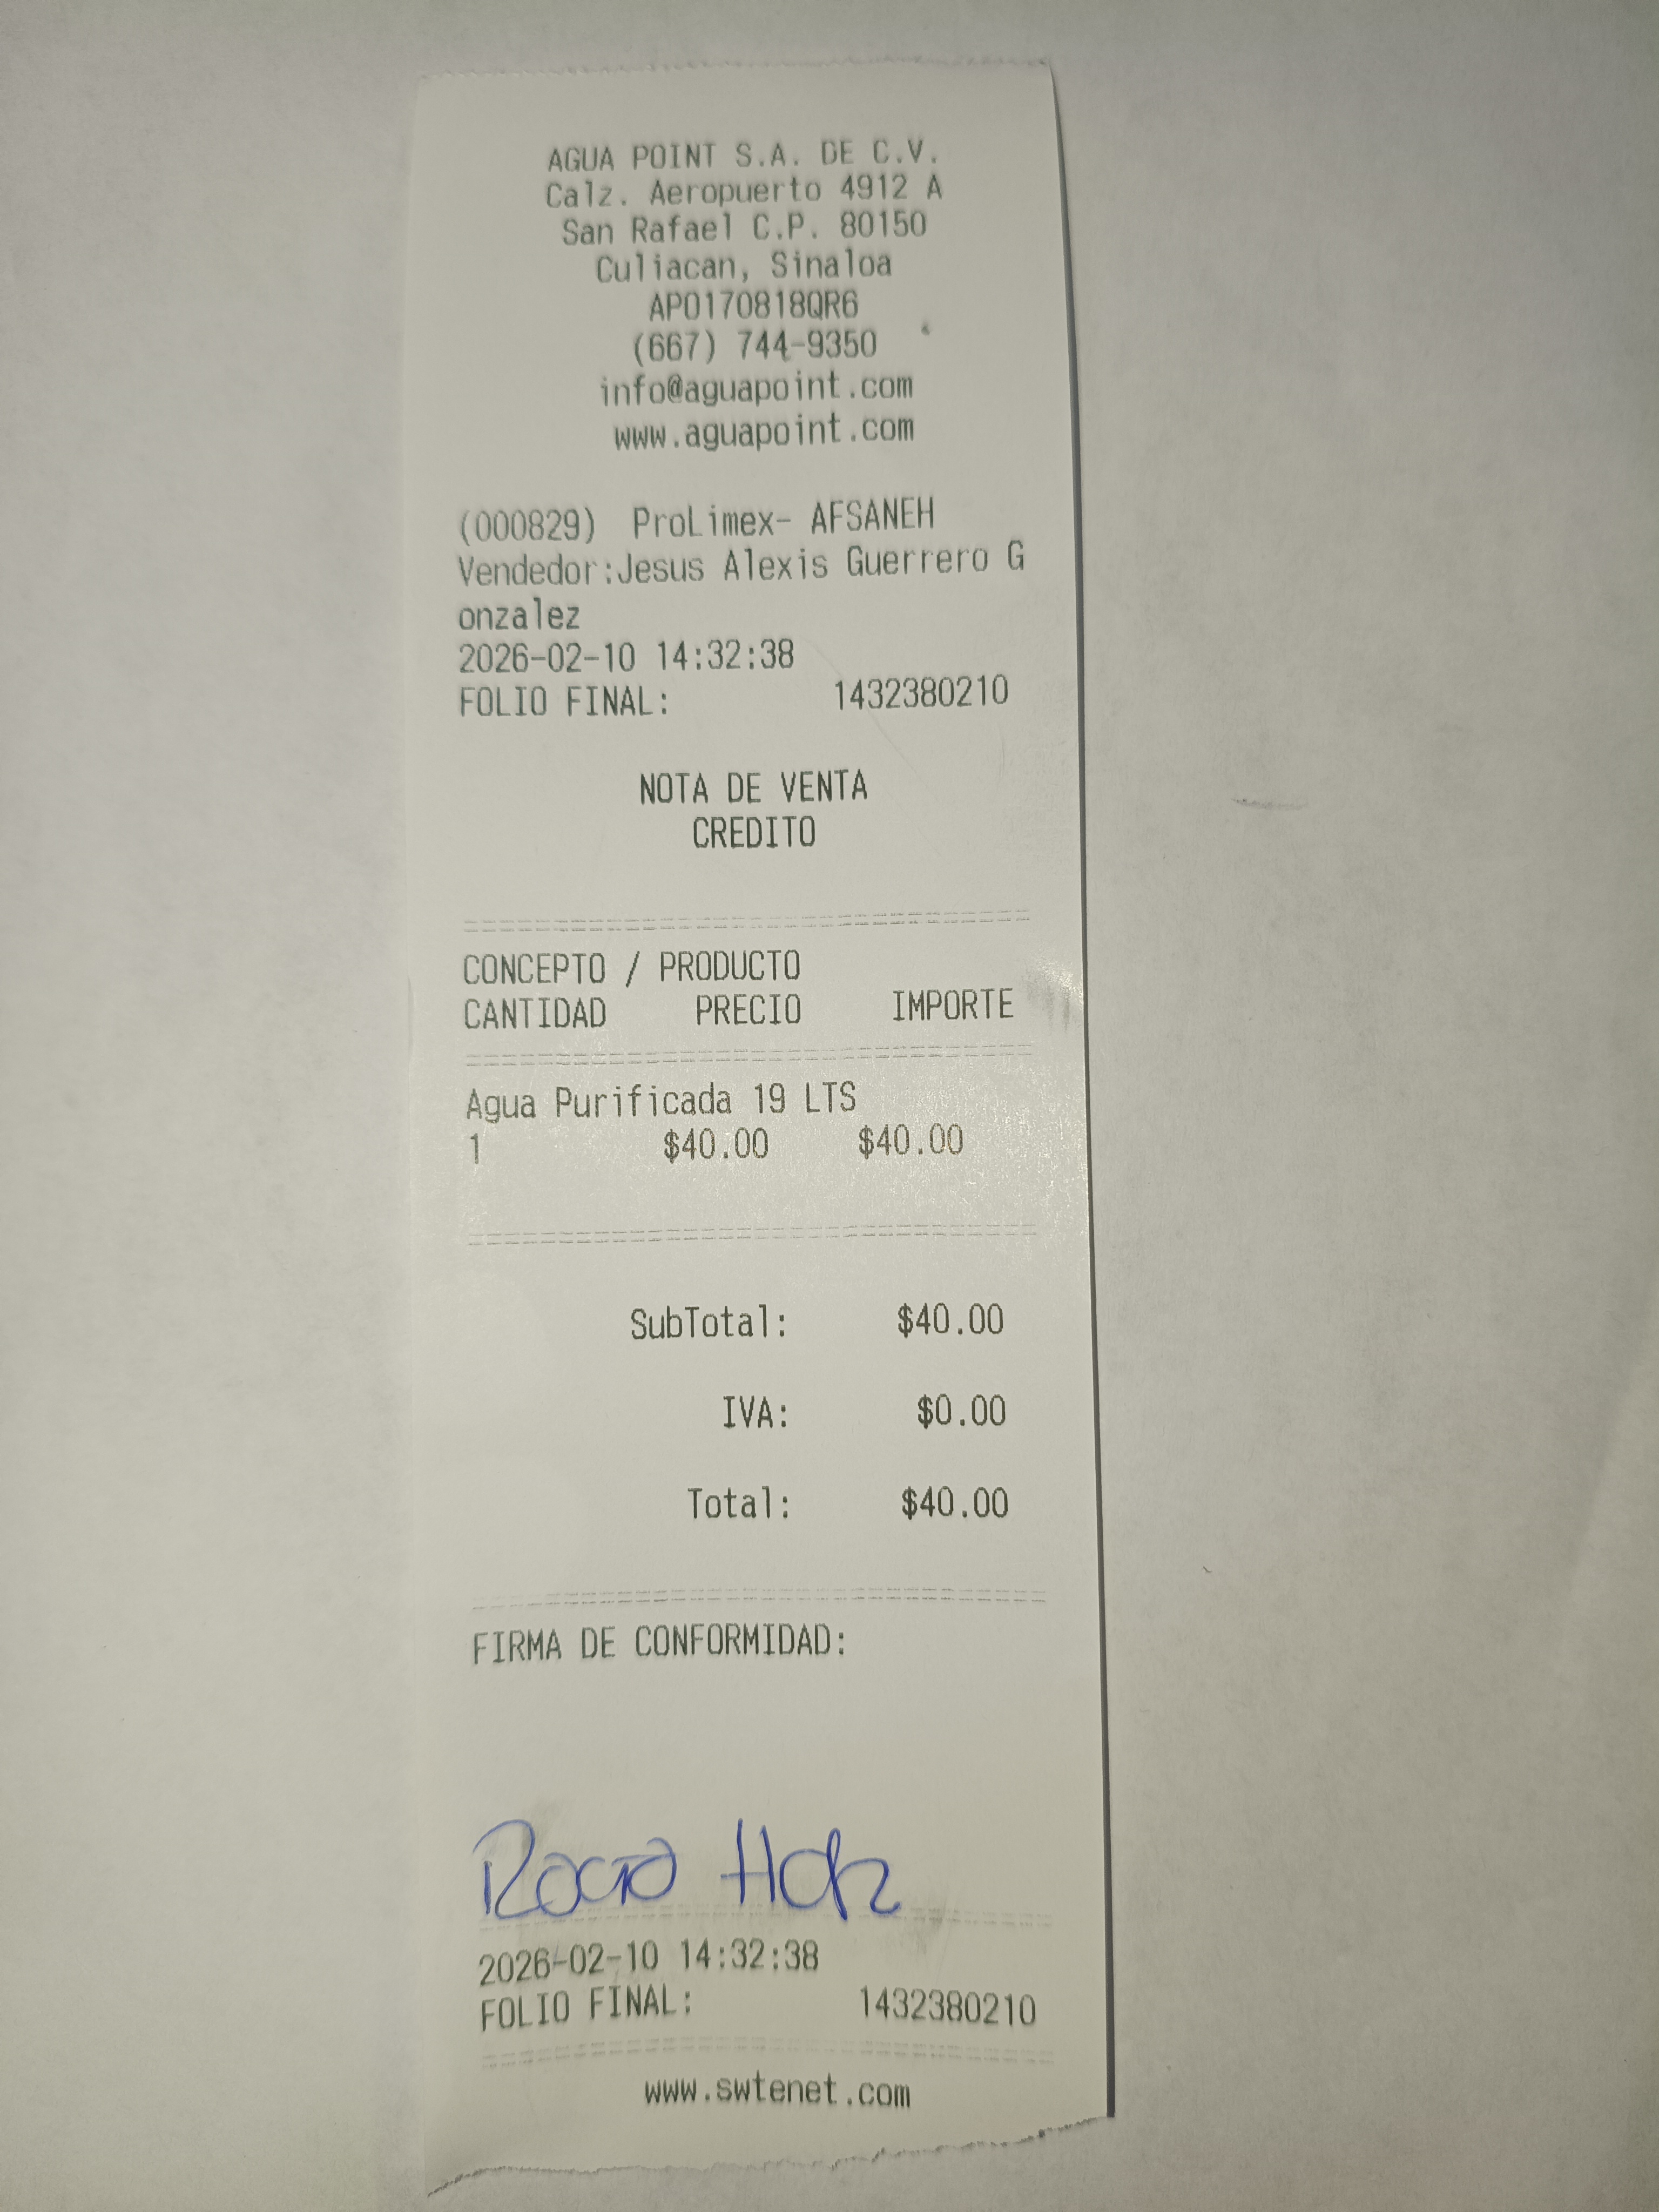 AGUA POINT S.A. DE C.V.
Calz. Aeropuerto 4912 A
San Rafael C.P. 80150
Culiacan, Sinaloa
APO170818QR6
(667) 744-9350
info@aguapoint.com
www.aguapoint.com
(000829) ProLimex- AFSANEH
Vendedor:Jesus Alexis Guerrero G
onzalez
2026-02-10 14:32:38
FOLIO FINAL: 1432380210
NOTA DE VENTA
CREDITO
CONCEPTO / PRODUCTO
CANTIDAD PRECIO IMPORTE
Agua Purificada 19 LTS
1 $40.00 $40.00
SubTotal: $40.00
IVA: $0.00
Total: $40.00
FIRMA DE CONFORMIDAD:
Rocio
2026-02-10 14:32:38
FOLIO FINAL: 1432380210
www.swtenet.com